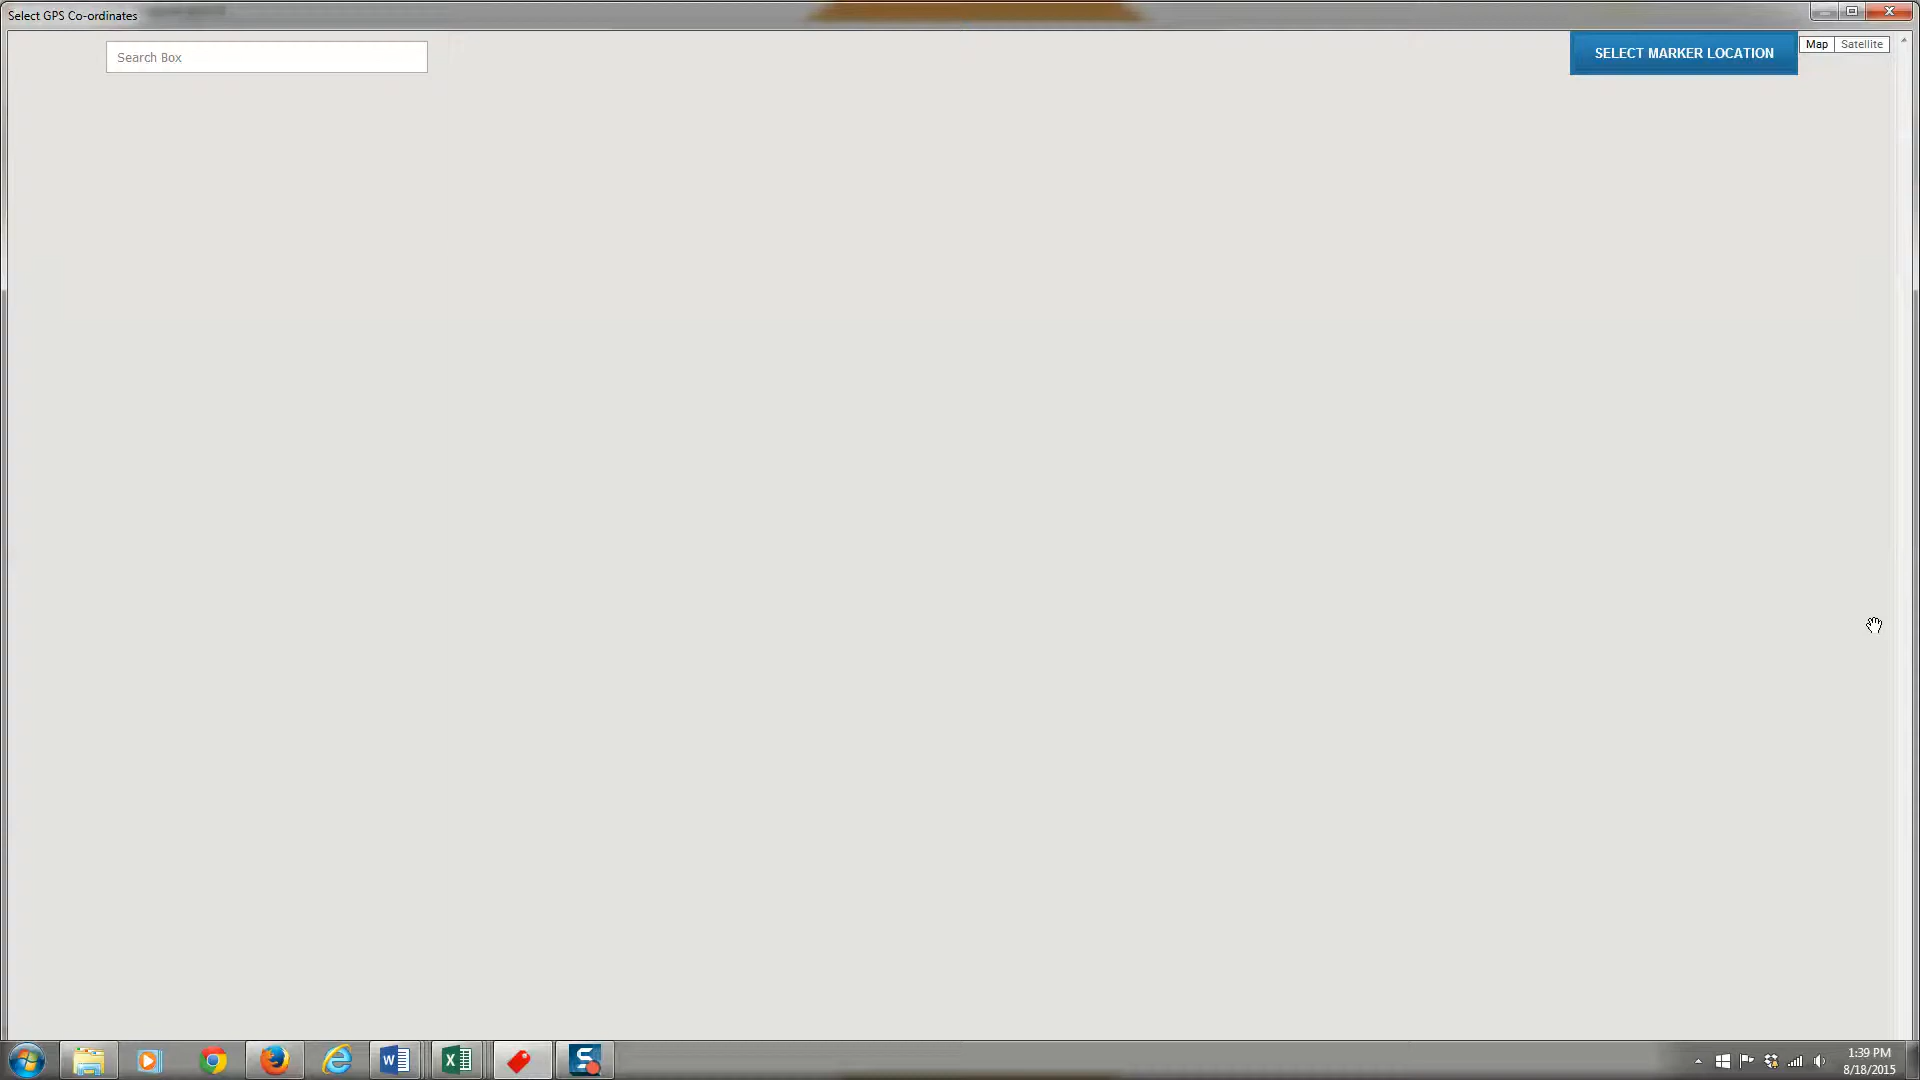 Select GPS Co-ordinates
Search Box
SELECT MARKER LOCATION
Map
Satellite
1:39 PM
8/18/2015